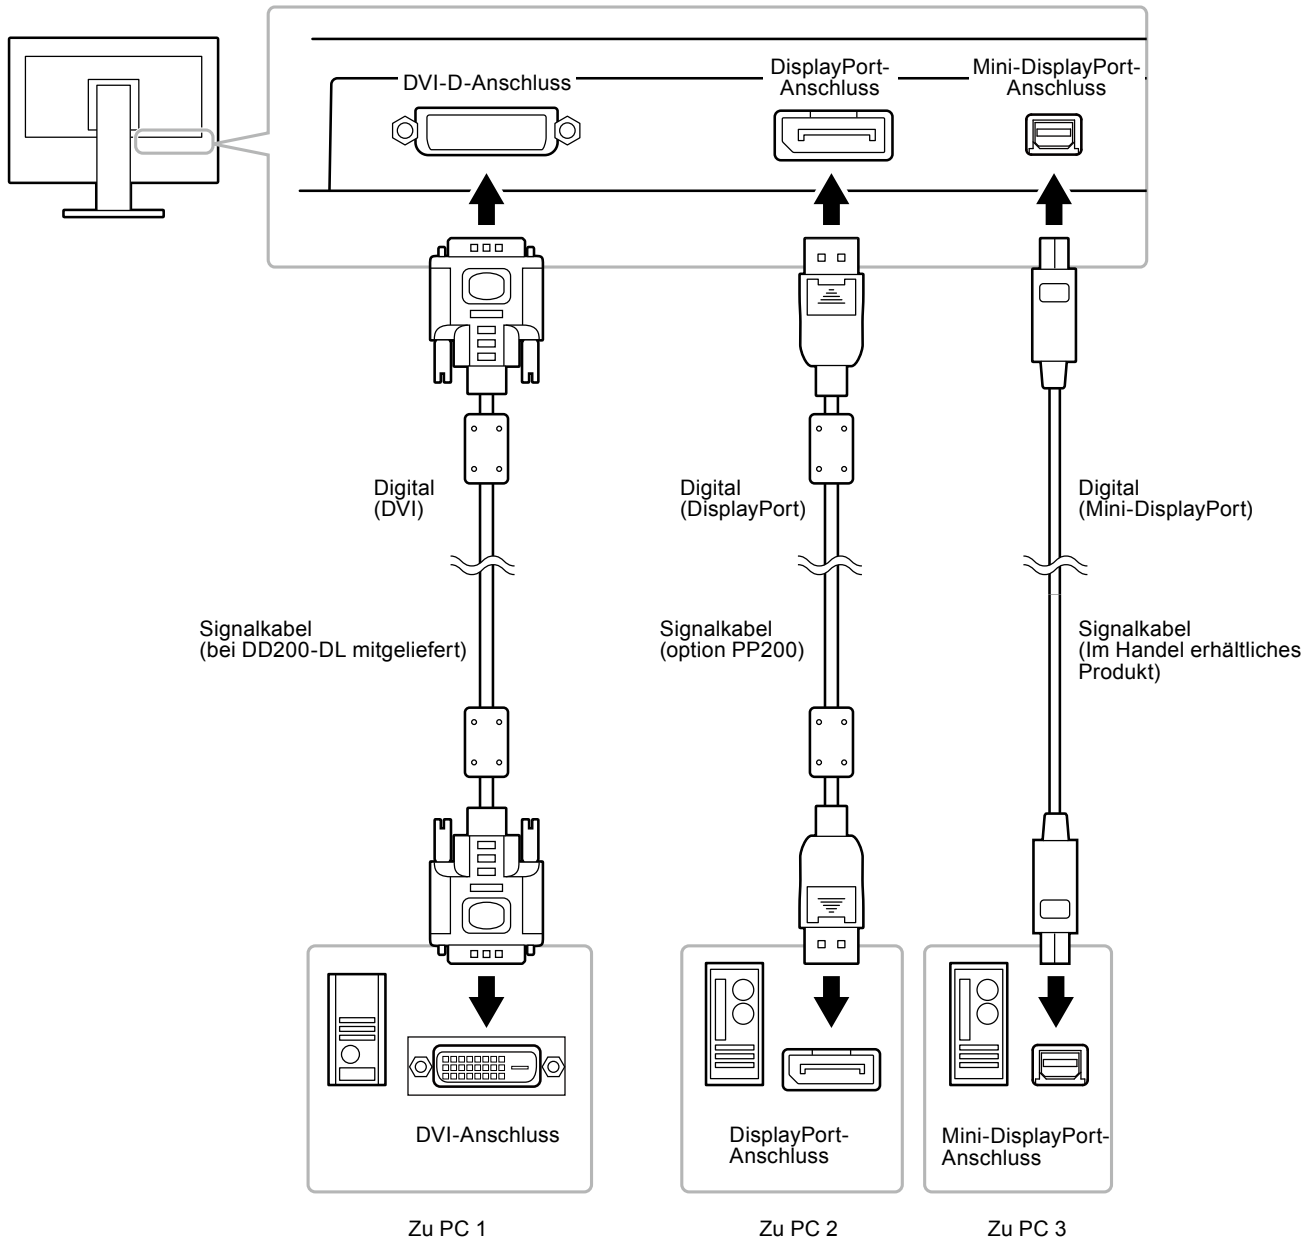 DVI-D-Anschluss
DisplayPort-
Anschluss
Mini-DisplayPort-
Anschluss
Digital
(DVI)
Digital
(DisplayPort)
Digital
(Mini-DisplayPort)
Signalkabel
(bei DD200-DL mitgeliefert)
Signalkabel
(option PP200)
Signalkabel
(Im Handel erhältliches
Produkt)
DVI-Anschluss
DisplayPort-
Anschluss
Mini-DisplayPort-
Anschluss
Zu PC 1
Zu PC 2
Zu PC 3